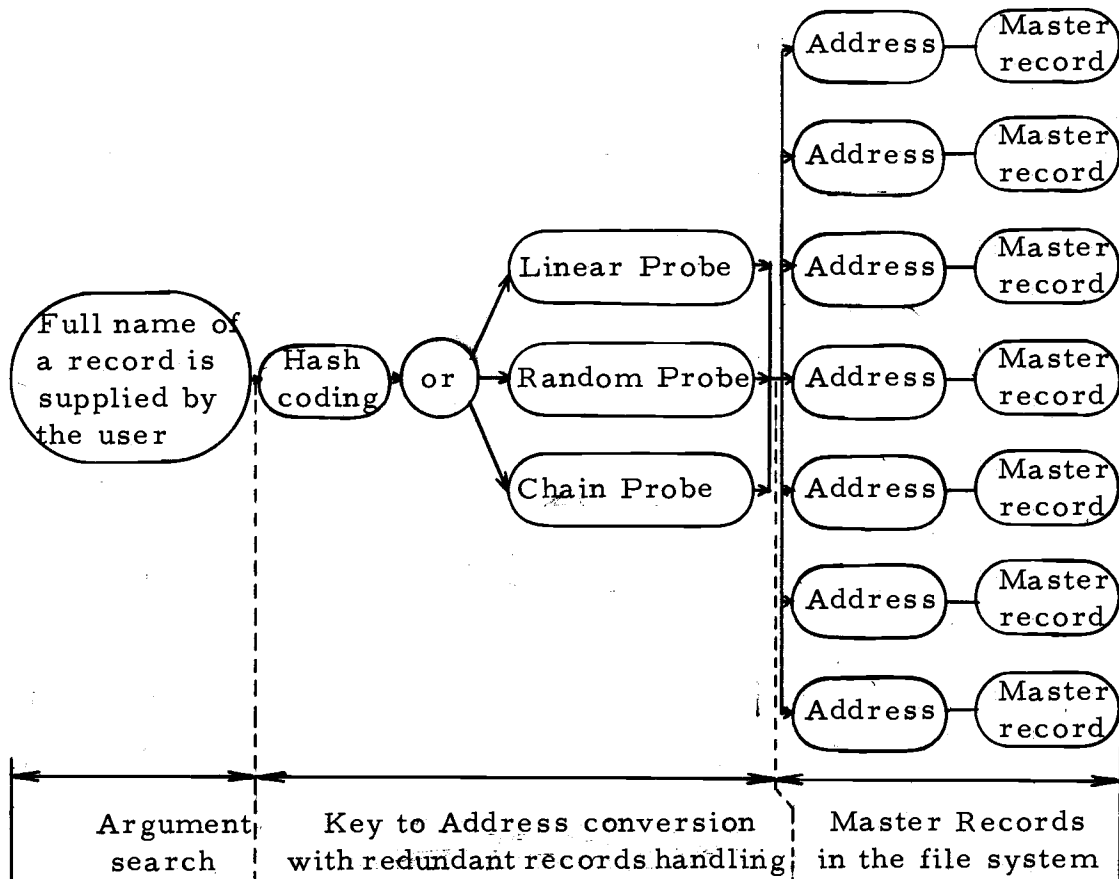 Full name of
a record is
supplied by
the user
Hash
coding
or
Linear Probe
Random Probe
Chain Probe
Address
Master
record
Address
Master
record
Address
Master
record
Address
Master
record
Address
Master
record
Address
Master
record
Address
Master
record
Argument
search
Key to Address conversion
with redundant records handling
Master Records
in the file system